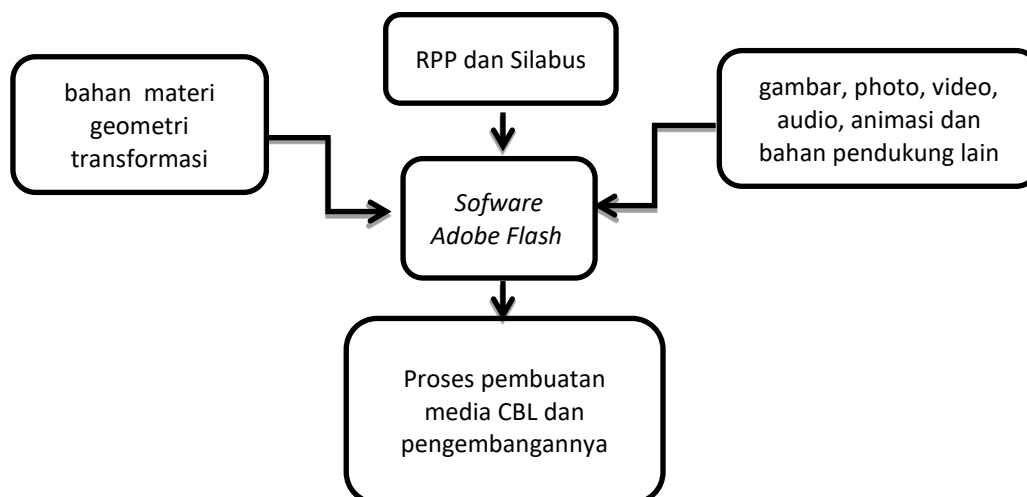 RPP dan Silabus
bahan materi
geometri
transformasi
gambar, photo, video,
audio, animasi dan
bahan pendukung lain
Sofware
Adobe Flash
Proses pembuatan
media CBL dan
pengembangannya